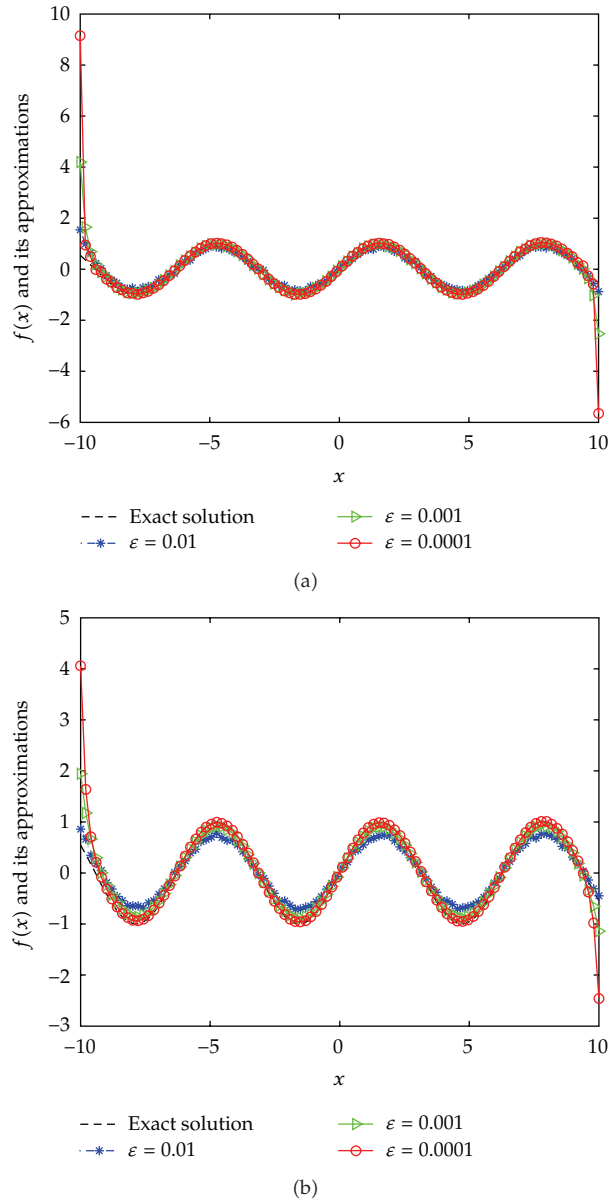 10
8
6
4
2
0
−2
−4
−6
f(x) and its approximations
−10 −5 0 5 10
x
Exact solution
ε = 0.01
ε = 0.001
ε = 0.0001
(a)
5
4
3
2
1
0
−1
−2
−3
f(x) and its approximations
−10 −5 0 5 10
x
Exact solution
ε = 0.01
ε = 0.001
ε = 0.0001
(b)